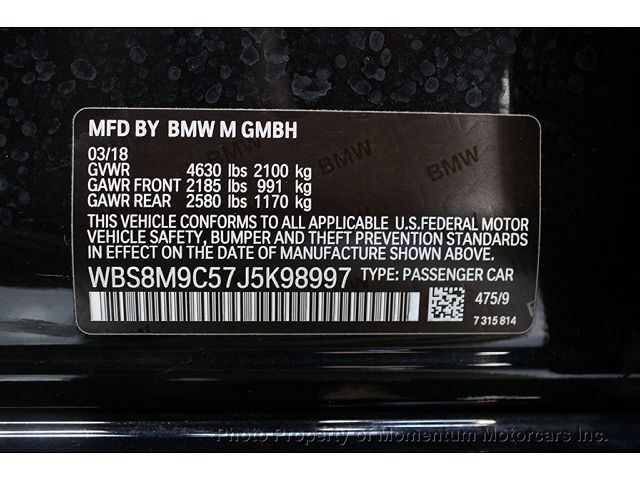 MFD BY BMW M GMBH
03/18
GVWR 4630 lbs 2100 kg
GAWR FRONT 2185 lbs 991 kg
GAWR REAR 2580 lbs 1170 kg
THIS VEHICLE CONFORMS TO ALL APPLICABLE U.S.FEDERAL MOTOR
VEHICLE SAFETY, BUMPER AND THEFT PREVENTION STANDARDS
IN EFFECT ON THE DATE OF MANUFACTURE SHOWN ABOVE.
WBS8M9C57J5K98997 TYPE: PASSENGER CAR
475/9
7 315 814
BMW
BMW
BMW
Photo Property of Momentum Motorcars Inc.